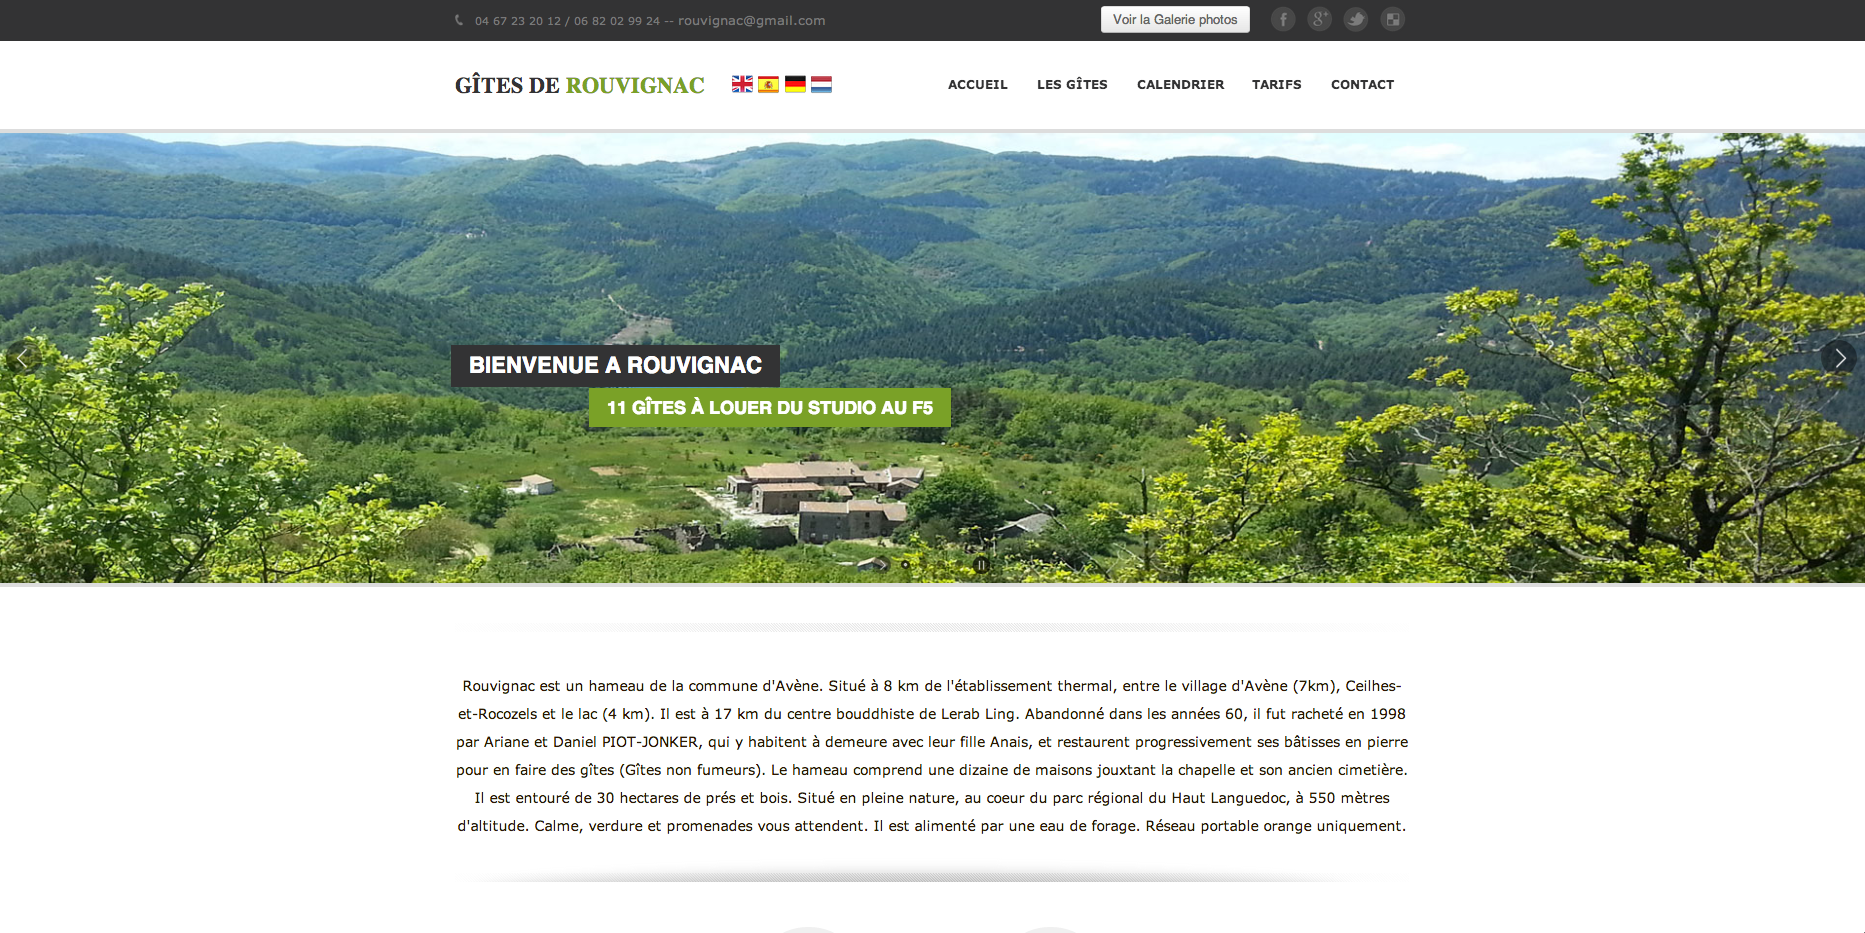 04 67 23 20 12 / 06 82 02 99 24 -- rouvignac@gmail.com
Voir la Galerie photos
GÎTES DE ROUVIGNAC
ACCUEIL LES GÎTES CALENDRIER TARIFS CONTACT
BIENVENUE A ROUVIGNAC
11 GÎTES À LOUER DU STUDIO AU F5
Rouvignac est un hameau de la commune d'Avène. Situé à 8 km de l'établissement thermal, entre le village d'Avène (7km), Ceilhes-
et-Rocozels et le lac (4 km). Il est à 17 km du centre bouddhiste de Lerab Ling. Abandonné dans les années 60, il fut racheté en 1998
par Ariane et Daniel PIOT-JONKER, qui y habitent à demeure avec leur fille Anais, et restaurent progressivement ses bâtisses en pierre
pour en faire des gîtes (Gîtes non fumeurs). Le hameau comprend une dizaine de maisons jouxtant la chapelle et son ancien cimetière.
Il est entouré de 30 hectares de prés et bois. Situé en pleine nature, au coeur du parc régional du Haut Languedoc, à 550 mètres
d'altitude. Calme, verdure et promenades vous attendent. Il est alimenté par une eau de forage. Réseau portable orange uniquement.